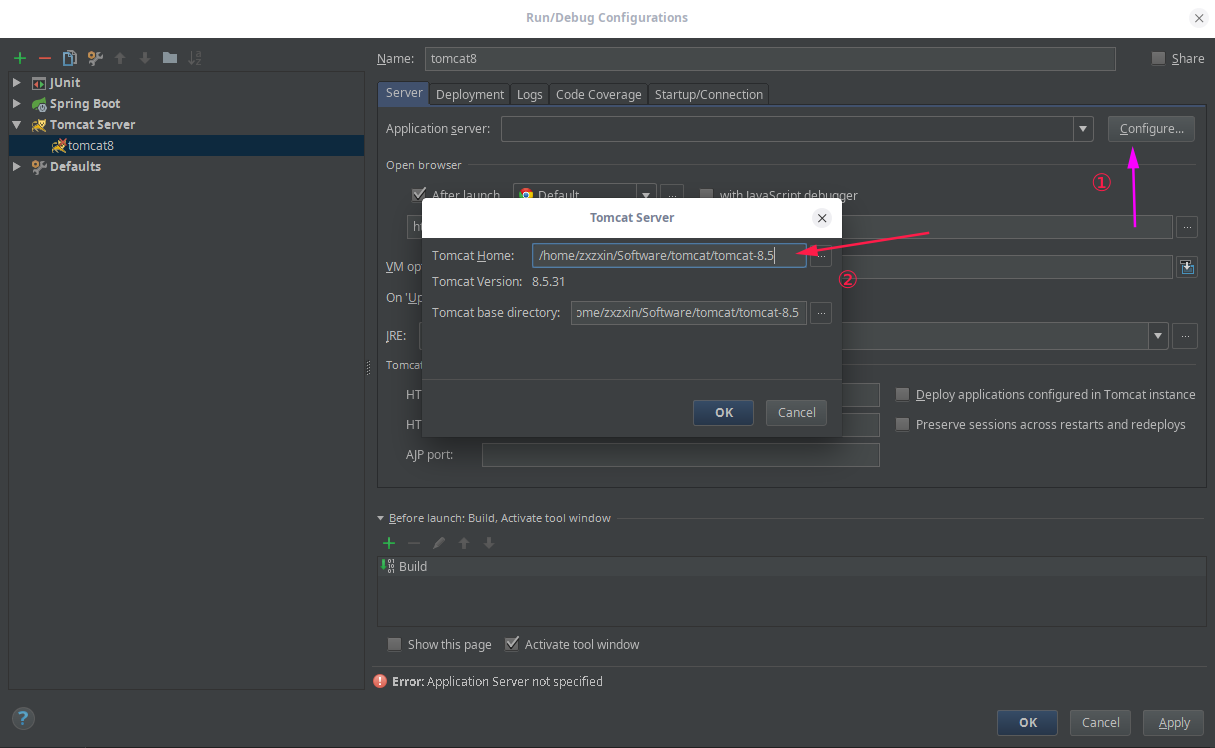 Run/Debug Configurations
Name: tomcat8
Share
JUnit
Spring Boot
Tomcat Server
tomcat8
Defaults
Server Deployment Logs Code Coverage Startup/Connection
Application server:
Configure...
①
Open browser
After launch Default ... with JavaScript debugger
...
VM
On
JRE:
...
Tomcat
HT
HT
AJP port:
Deploy applications configured in Tomcat instance
Preserve sessions across restarts and redeploys
Tomcat Server
Tomcat Home: /home/zxzxin/Software/tomcat/tomcat-8.5 ...
②
Tomcat Version: 8.5.31
Tomcat base directory: ome/zxzxin/Software/tomcat/tomcat-8.5 ...
OK Cancel
Before launch: Build, Activate tool window
Build
Show this page Activate tool window
Error: Application Server not specified
? OK Cancel Apply